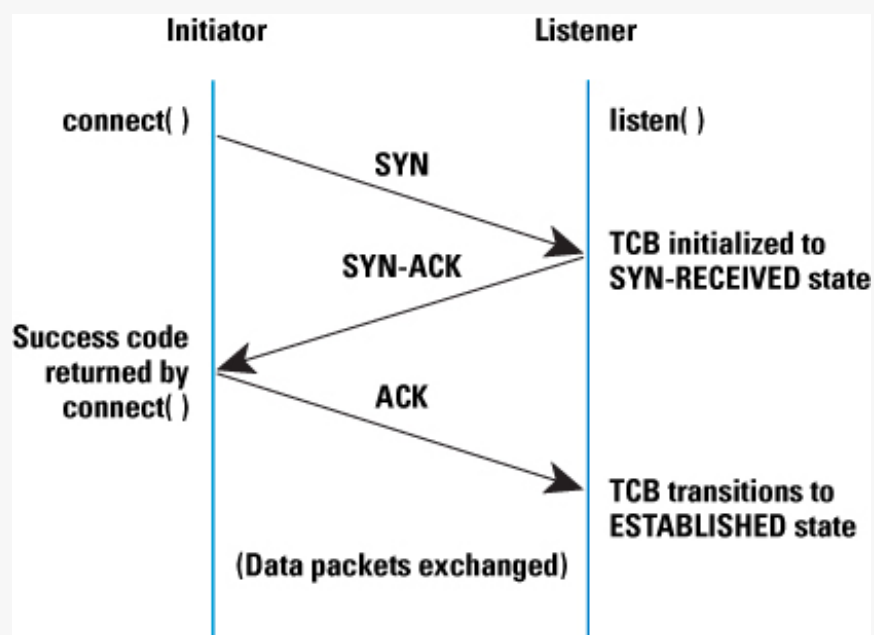 Initiator
Listener
connect( )
listen( )
SYN
TCB initialized to
SYN-RECEIVED state
SYN-ACK
Success code
returned by
connect( )
ACK
TCB transitions to
ESTABLISHED state
(Data packets exchanged)